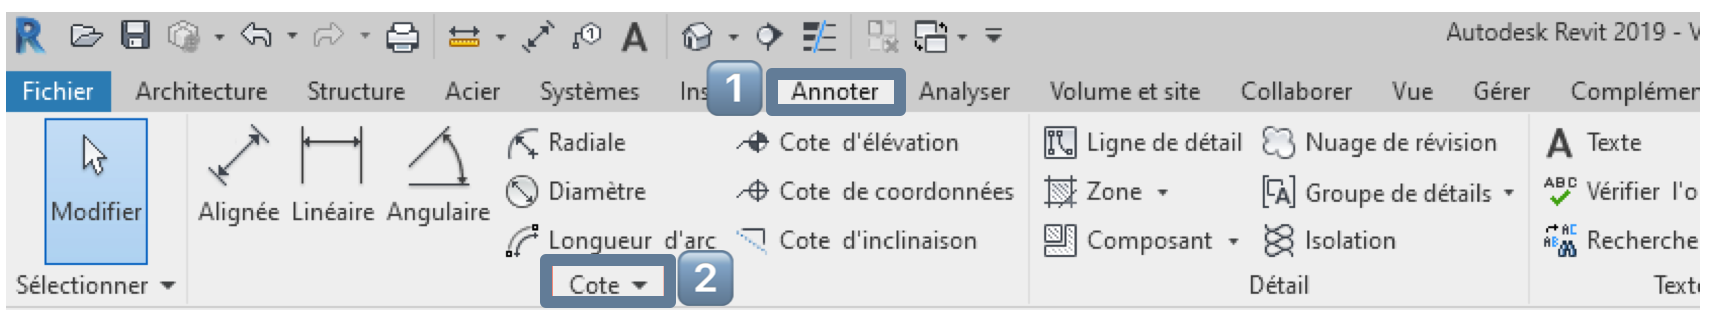 Autodesk Revit 2019 - V
Fichier Architecture Structure Acier Systèmes Ins 1 Annoter Analyser Volume et site Collaborer Vue Gérer Complémen
Modifier Alignée Linéaire Angulaire
Radiale Cote d'élévation Ligne de détail Nuage de révision A Texte
Diamètre Cote de coordonnées Zone Groupe de détails ABC Vérifier l'o
Longueur d'arc Cote d'inclinaison Composant Isolation Recherche
Sélectionner Cote 2 Détail Text